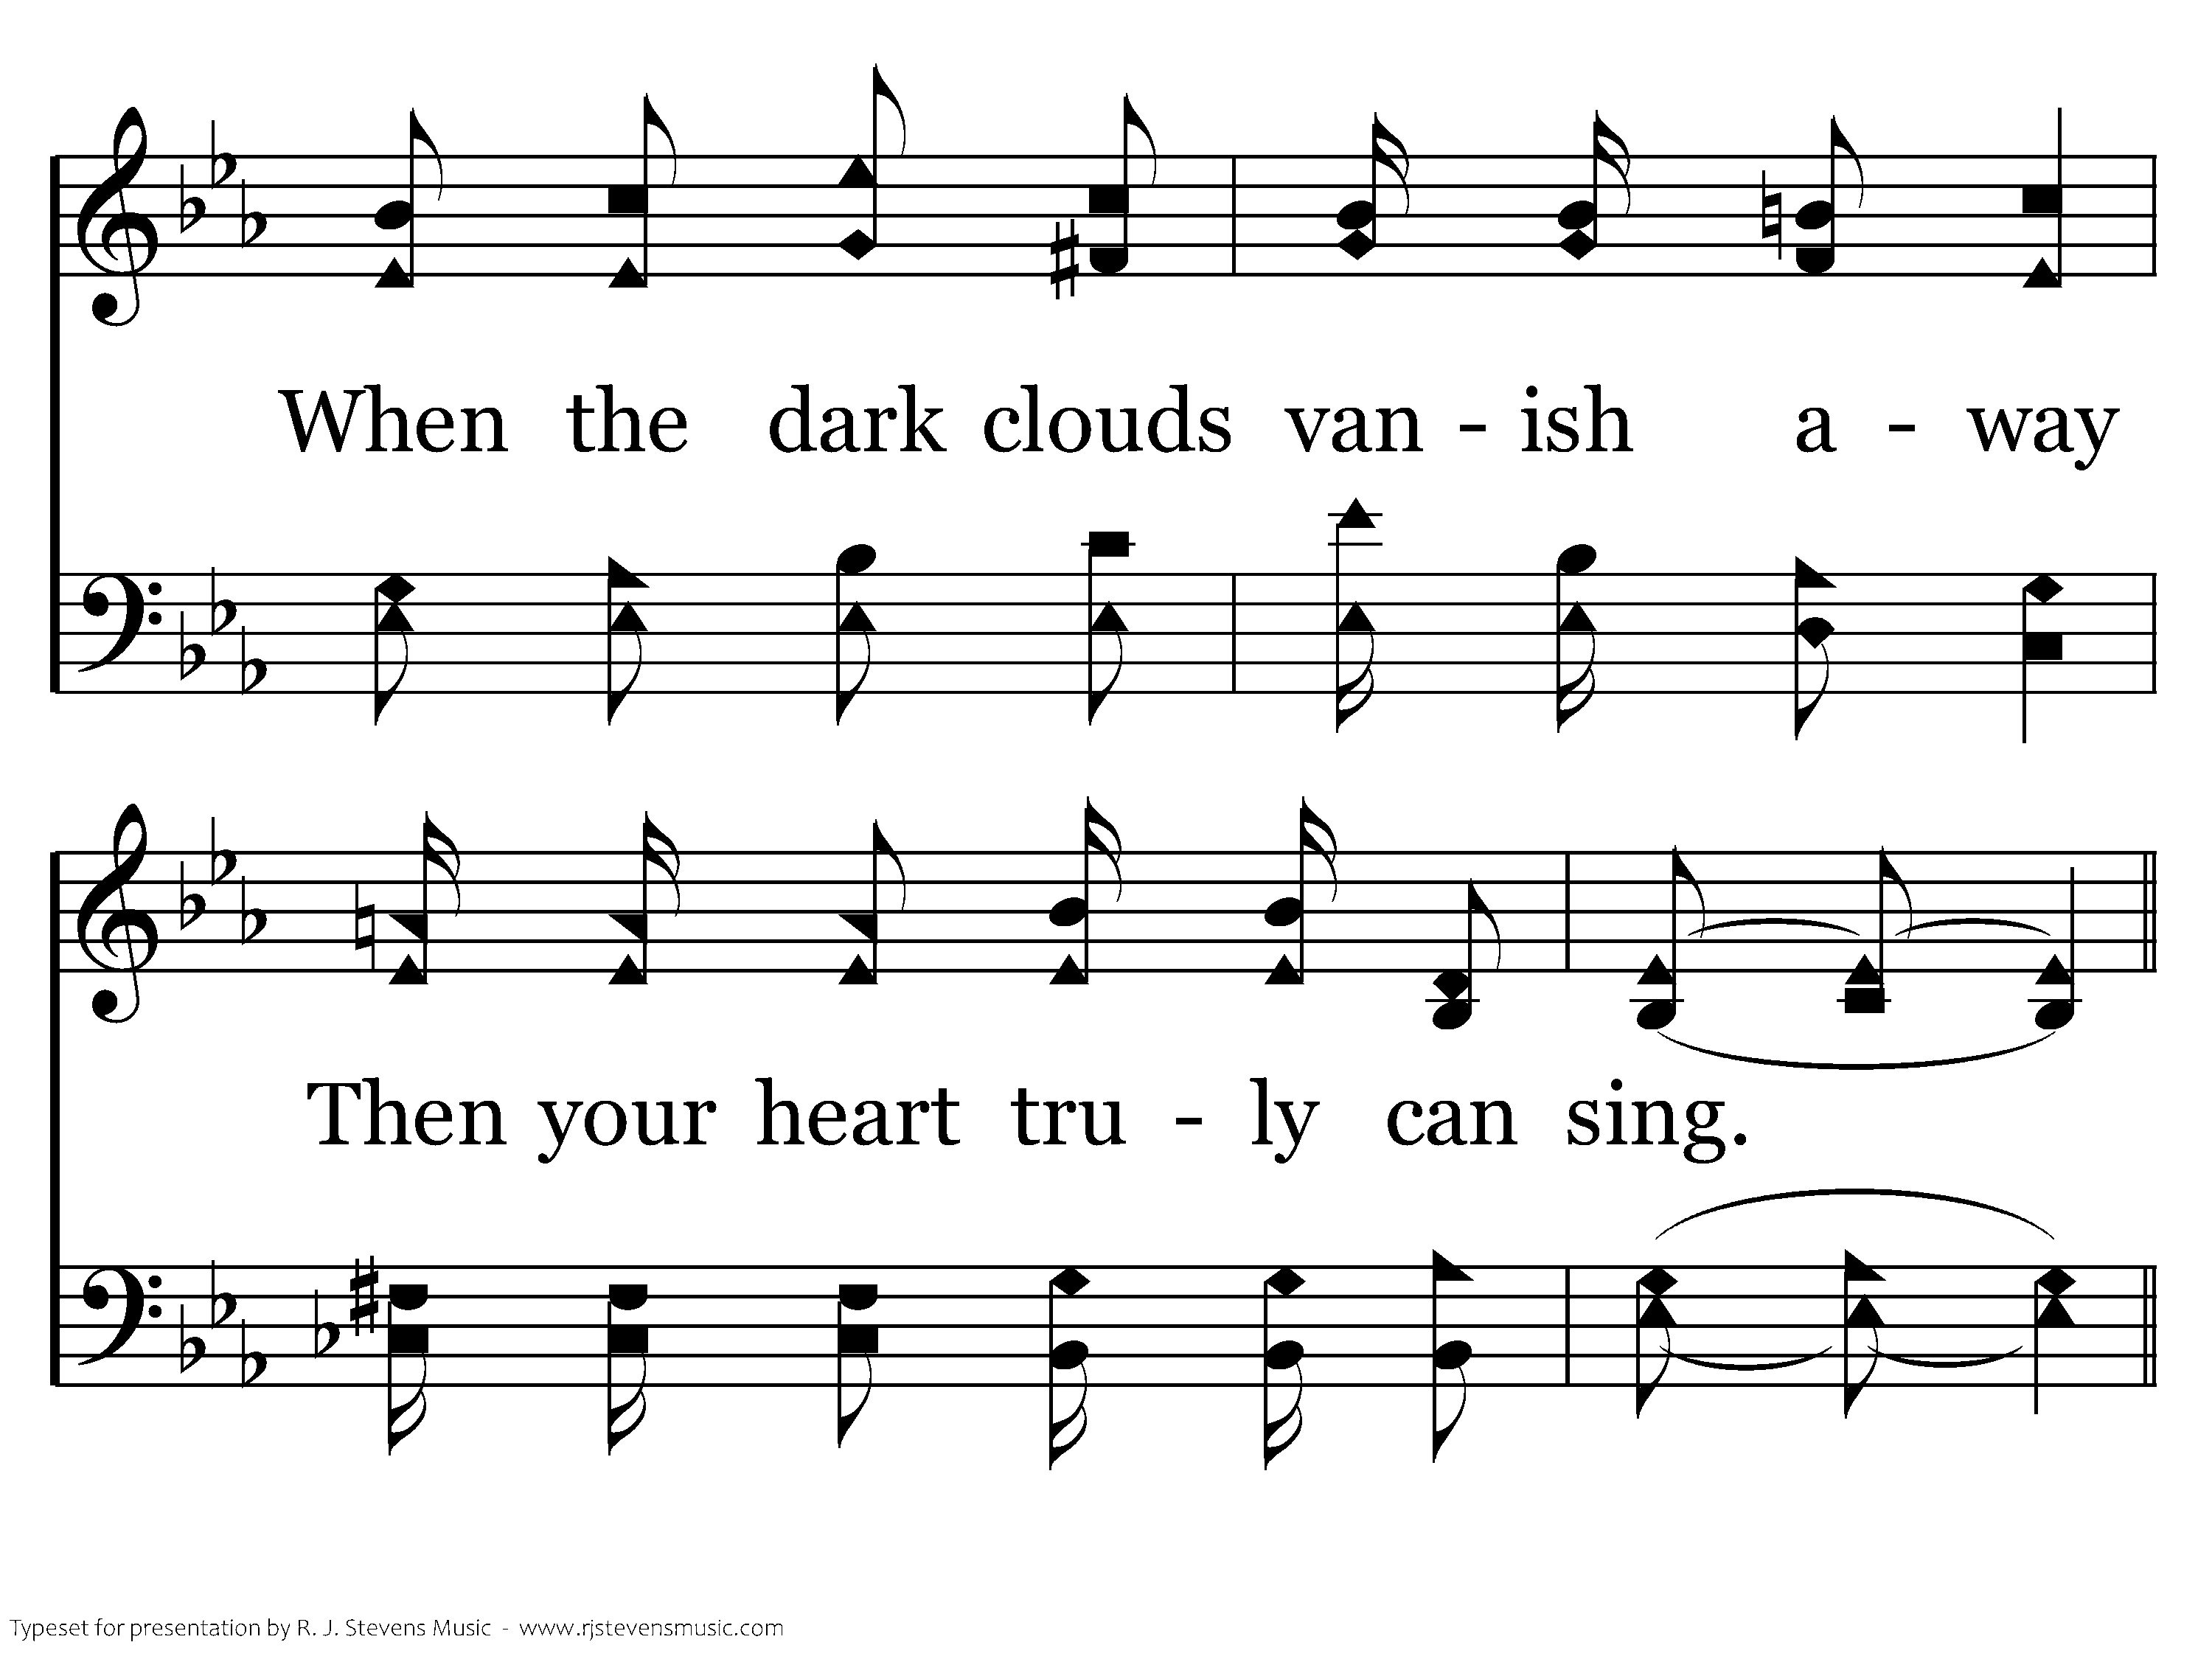 When the dark clouds van - ish a - way
Then your heart tru - ly can sing.
Typeset for presentation by R. J. Stevens Music - www.rjstevensmusic.com